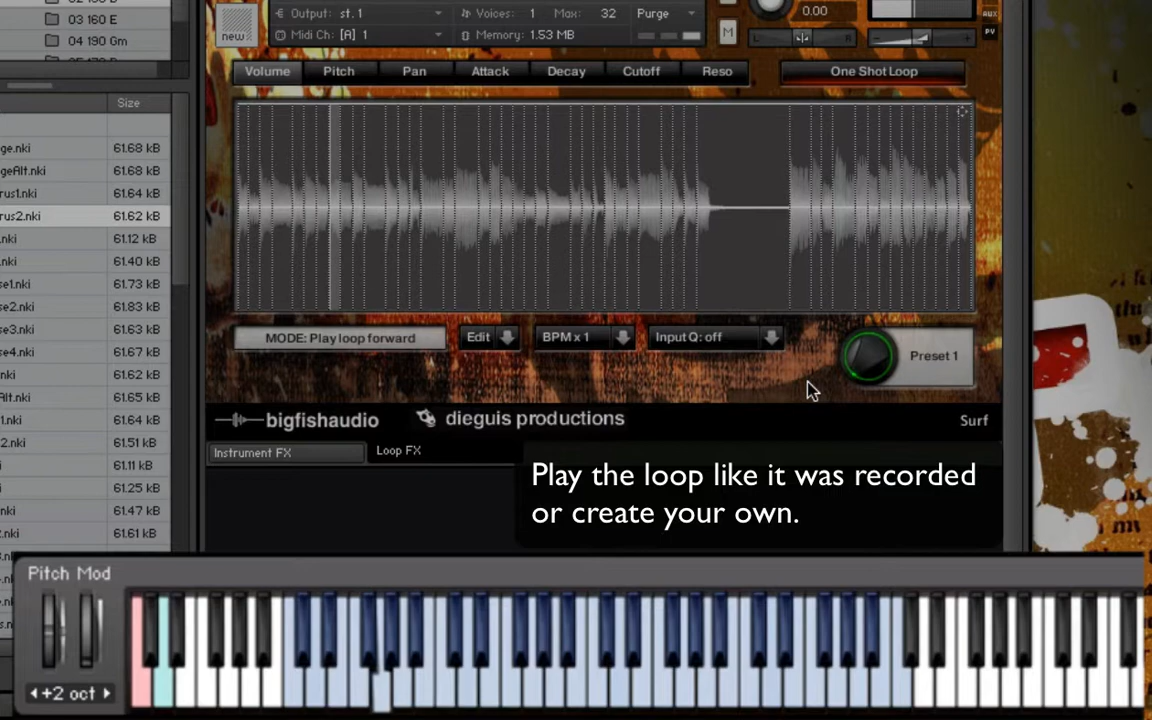 03 160 E
04 190 Gm
Size
ge.nki 61.68 kB
geAlt.nki 61.68 kB
rus1.nki 61.64 kB
rus2.nki 61.62 kB
.nki 61.12 kB
i.nki 61.40 kB
se1.nki 61.73 kB
se2.nki 61.83 kB
se3.nki 61.63 kB
se4.nki 61.67 kB
nki 61.62 kB
Alt.nki 61.65 kB
1.nki 61.64 kB
2.nki 61.51 kB
ki 61.11 kB
ki 61.25 kB
nki 61.47 kB
.nki 61.61 kB
new
Output: st. 1 Voices: 1 Max: 32 Purge
Midi Ch: [A] 1 Memory: 1.53 MB
M
0.00
L R
AUX
PV
Volume Pitch Pan Attack Decay Cutoff Reso One Shot Loop
MODE: Play loop forward Edit BPM x 1 Input Q: off
Preset 1
bigfishaudio dieguis productions Surf
Instrument FX Loop FX
Play the loop like it was recorded
or create your own.
Pitch Mod
+2 oct